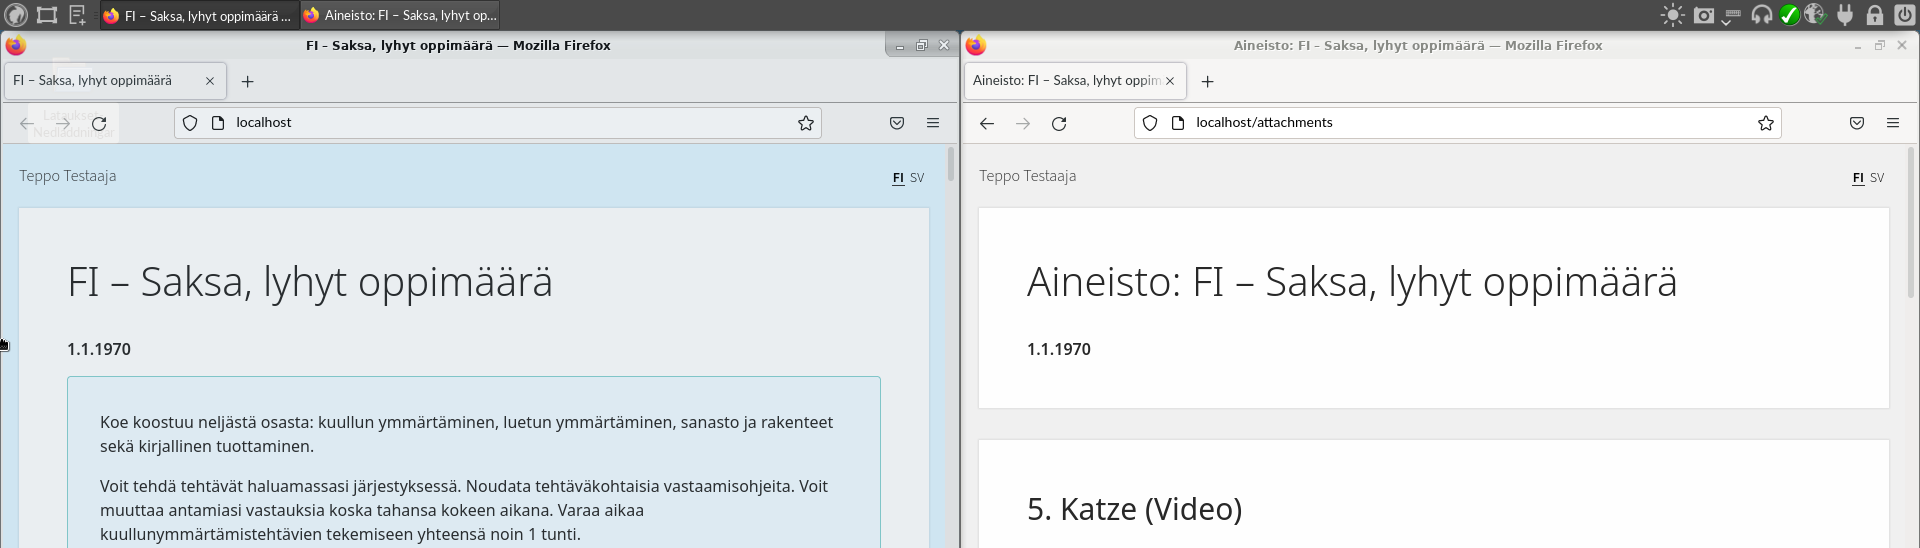 FI – Saksa, lyhyt oppimäärä ...
Aineisto: FI – Saksa, lyhyt op...
FI – Saksa, lyhyt oppimäärä — Mozilla Firefox
FI – Saksa, lyhyt oppimäärä
Lataukset
Nedladdningar
localhost
Teppo Testaaja
FI SV
FI – Saksa, lyhyt oppimäärä
1.1.1970
Koe koostuu neljästä osasta: kuullun ymmärtäminen, luetun ymmärtäminen, sanasto ja rakenteet
sekä kirjallinen tuottaminen.
Voit tehdä tehtävät haluamassasi järjestyksessä. Noudata tehtäväkohtaisia vastaamisohjeita. Voit
muuttaa antamiasi vastauksia koska tahansa kokeen aikana. Varaa aikaa
kuullunymmärtämistehtävien tekemiseen yhteensä noin 1 tunti.
Aineisto: FI – Saksa, lyhyt oppimäärä — Mozilla Firefox
Aineisto: FI – Saksa, lyhyt oppim
localhost/attachments
Teppo Testaaja
FI SV
Aineisto: FI – Saksa, lyhyt oppimäärä
1.1.1970
5. Katze (Video)